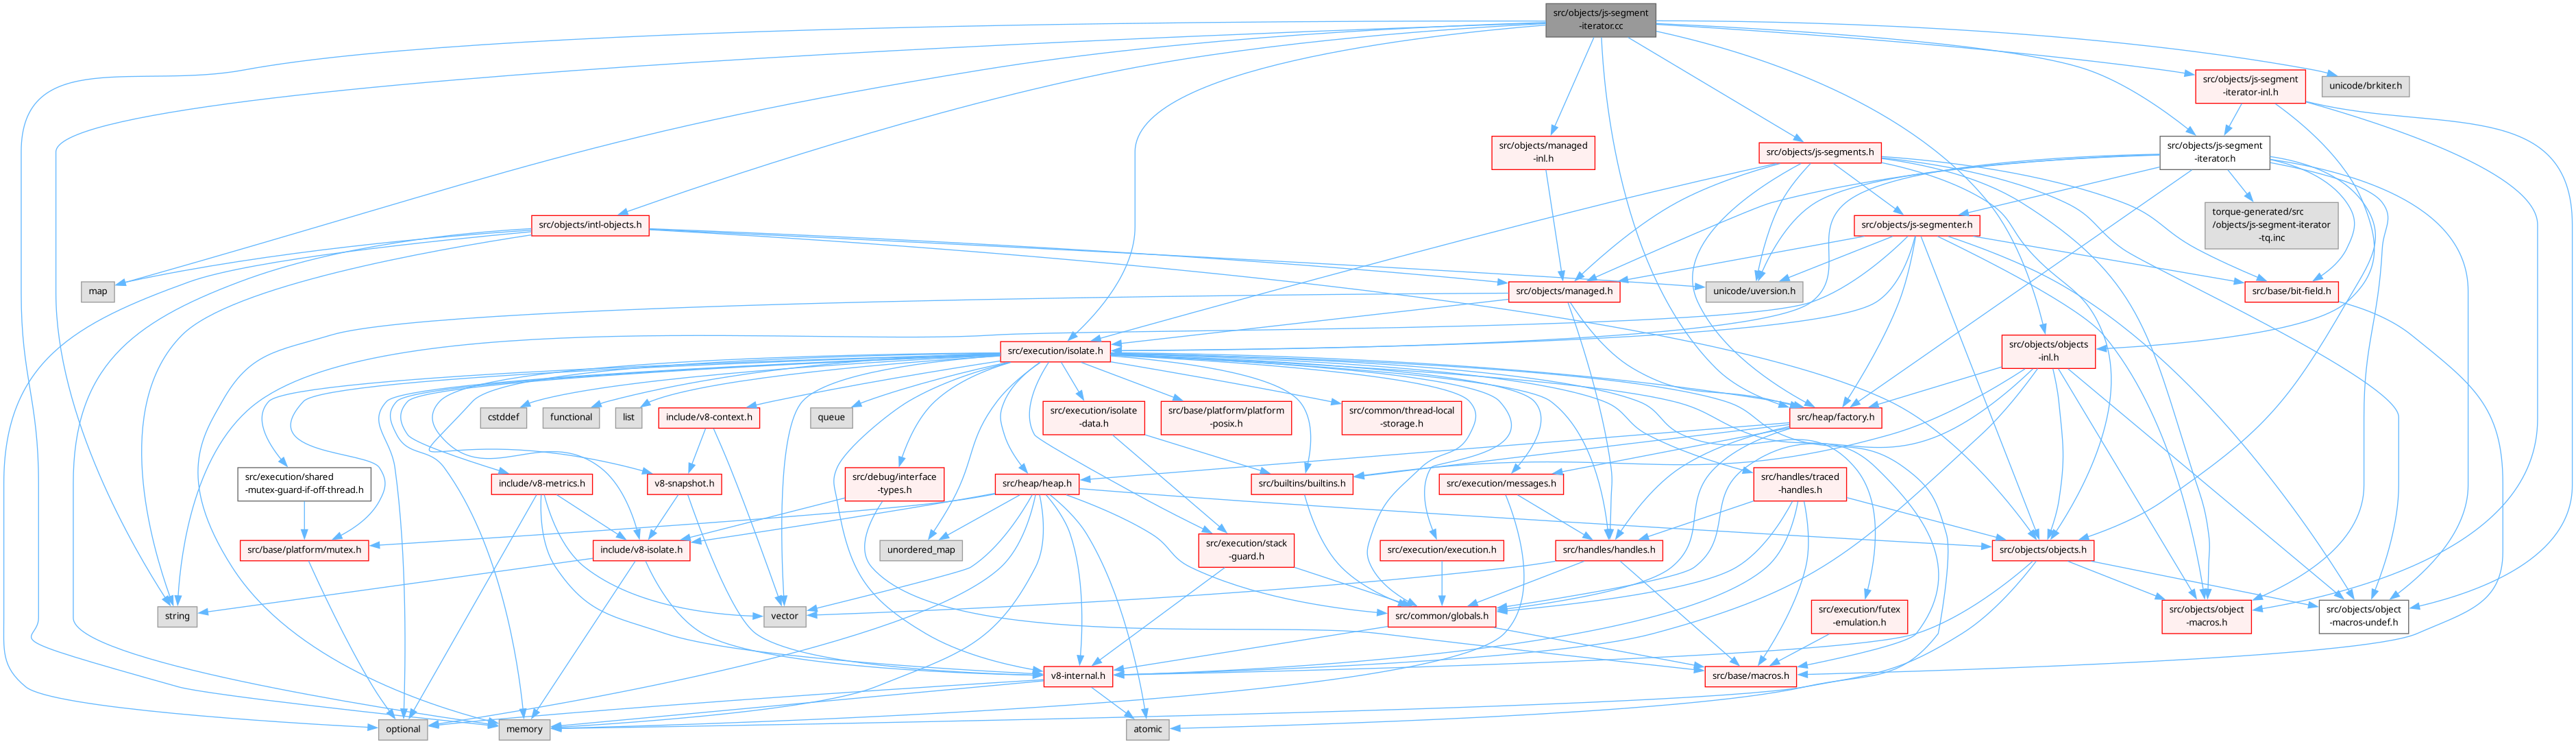 src/objects/js-segment
-iterator.cc
src/objects/js-segment
-iterator-inl.h
unicode/brkiter.h
src/objects/managed
-inl.h
src/objects/js-segments.h
src/objects/js-segment
-iterator.h
src/objects/intl-objects.h
src/objects/js-segmenter.h
torque-generated/src
/objects/js-segment-iterator
-tq.inc
map
src/objects/managed.h
unicode/uversion.h
src/base/bit-field.h
src/execution/isolate.h
src/objects/objects
-inl.h
cstddef
functional
list
include/v8-context.h
queue
src/execution/isolate
-data.h
src/base/platform/platform
-posix.h
src/common/thread-local
-storage.h
src/heap/factory.h
src/execution/shared
-mutex-guard-if-off-thread.h
include/v8-metrics.h
v8-snapshot.h
src/debug/interface
-types.h
src/heap/heap.h
src/builtins/builtins.h
src/execution/messages.h
src/handles/traced
-handles.h
src/base/platform/mutex.h
include/v8-isolate.h
unordered_map
src/execution/stack
-guard.h
src/execution/execution.h
src/handles/handles.h
src/objects/objects.h
string
vector
src/common/globals.h
src/execution/futex
-emulation.h
src/objects/object
-macros.h
src/objects/object
-macros-undef.h
v8-internal.h
src/base/macros.h
optional
memory
atomic